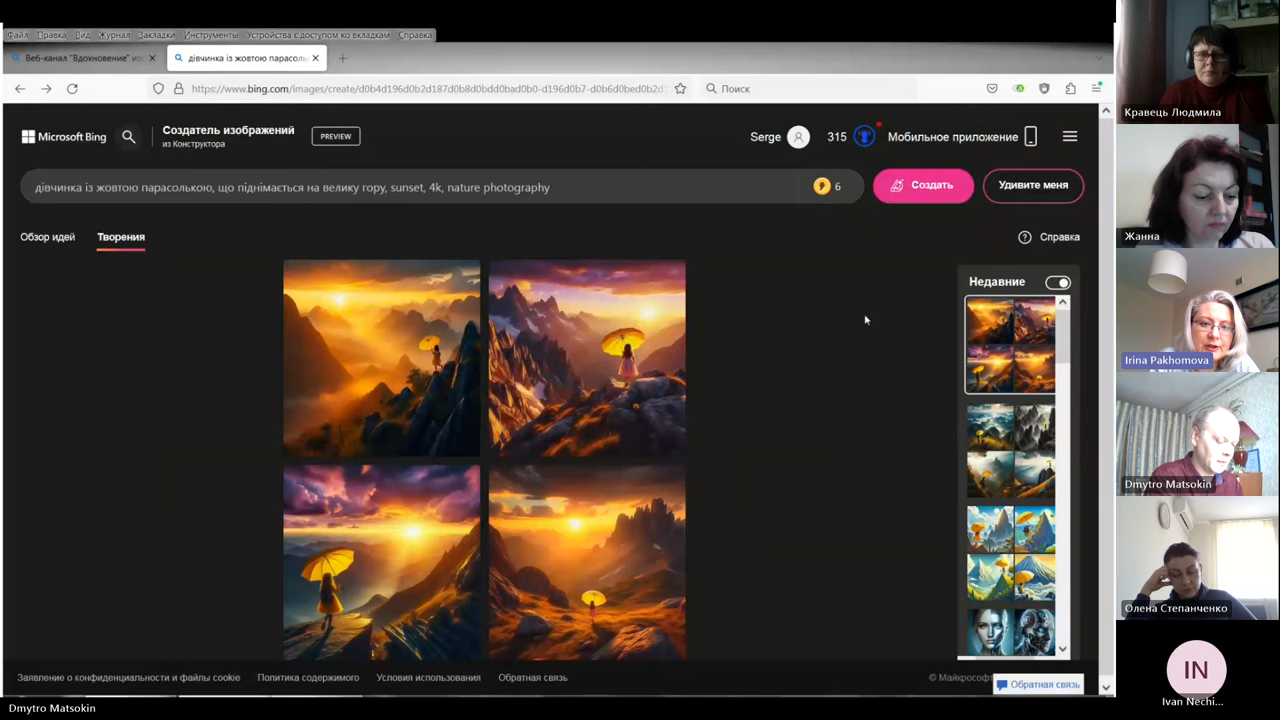 Файл Правка Вид Журнал Закладки Инструменты Устройства с доступом ко вкладкам Справка
Веб-канал "Вдохновение" из
дівчинка із жовтою парасоль
https://www.bing.com/images/create/d0b4d196d0b2d187d0b8d0bdd0bad0b0-d196d0b7-d0b6d0bed0b2d1
Поиск
Microsoft Bing
Создатель изображений
из Конструктора
PREVIEW
Serge
315
Мобильное приложение
дівчинка із жовтою парасолькою, що піднімається на велику гору, sunset, 4k, nature photography
6
Создать
Удивите меня
Обзор идей
Творения
Справка
Недавние
Заявление о конфиденциальности и файлы cookie
Политика содержимого
Условия использования
Обратная связь
© Майкрософт
Обратная связь
Dmytro Matsokin
Кравець Людмила
Жанна
Irina Pakhomova
Dmytro Matsokin
Олена Степанченко
IN
Ivan Nechi...